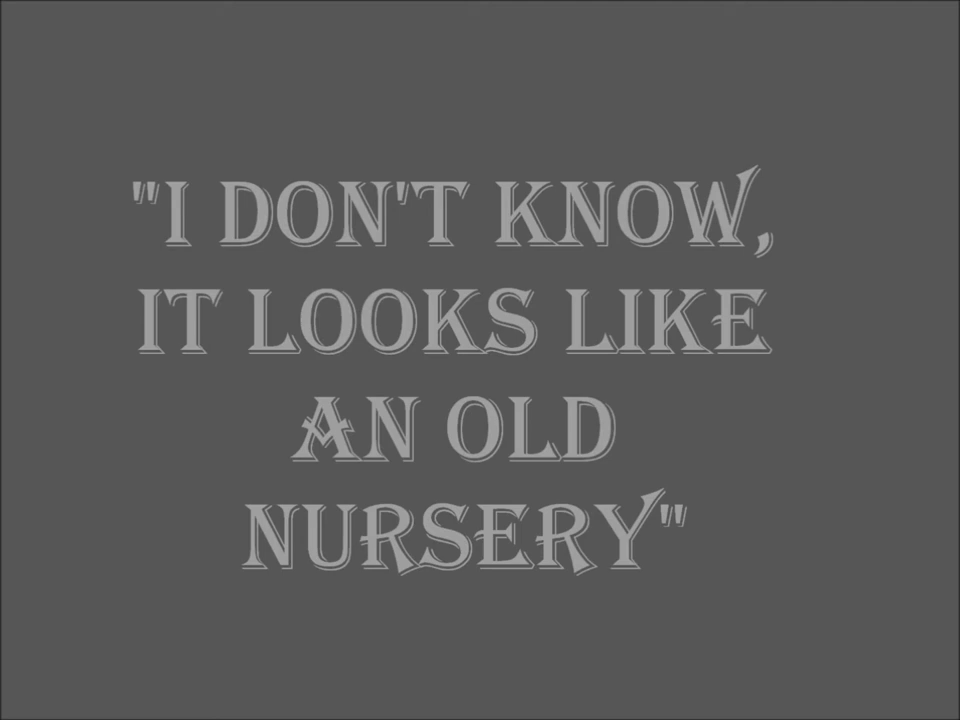 "I DON'T KNOW,
IT LOOKS LIKE
AN OLD
NURSERY"